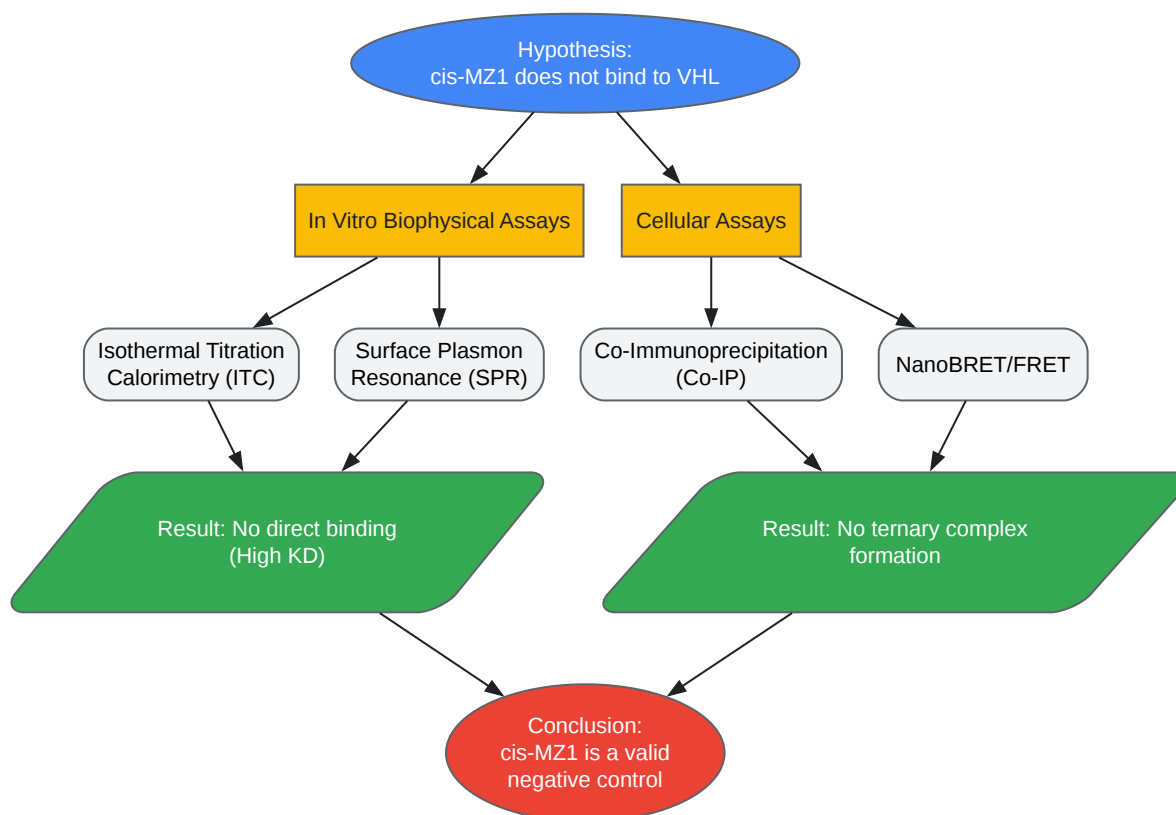 Hypothesis:
cis-MZ1 does not bind to VHL
In Vitro Biophysical Assays
Cellular Assays
Isothermal Titration
Calorimetry (ITC)
Surface Plasmon
Resonance (SPR)
Co-Immunoprecipitation
(Co-IP)
NanoBRET/FRET
Result: No direct binding
(High KD)
Result: No ternary complex
formation
Conclusion:
cis-MZ1 is a valid
negative control